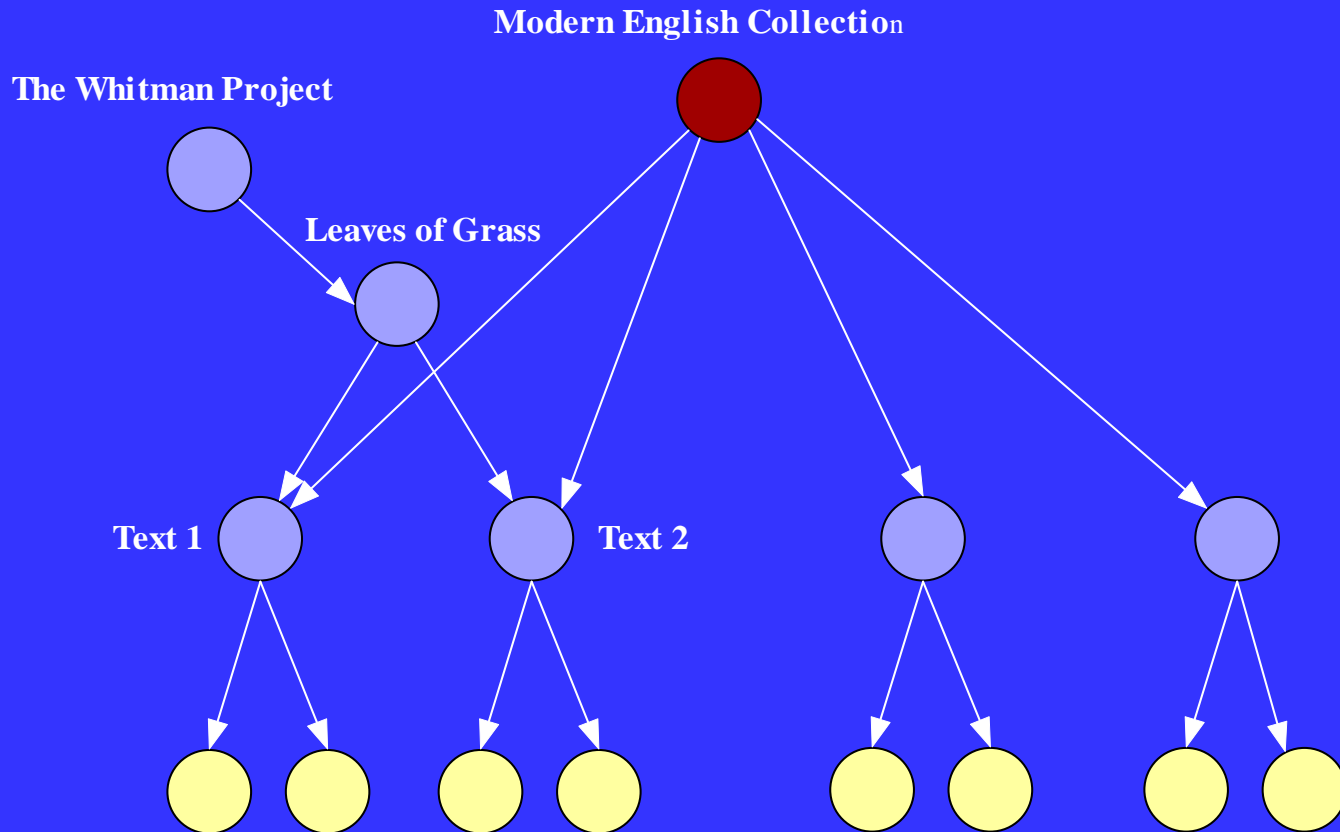 Modern English Collection
The Whitman Project
Leaves of Grass
Text 1
Text 2